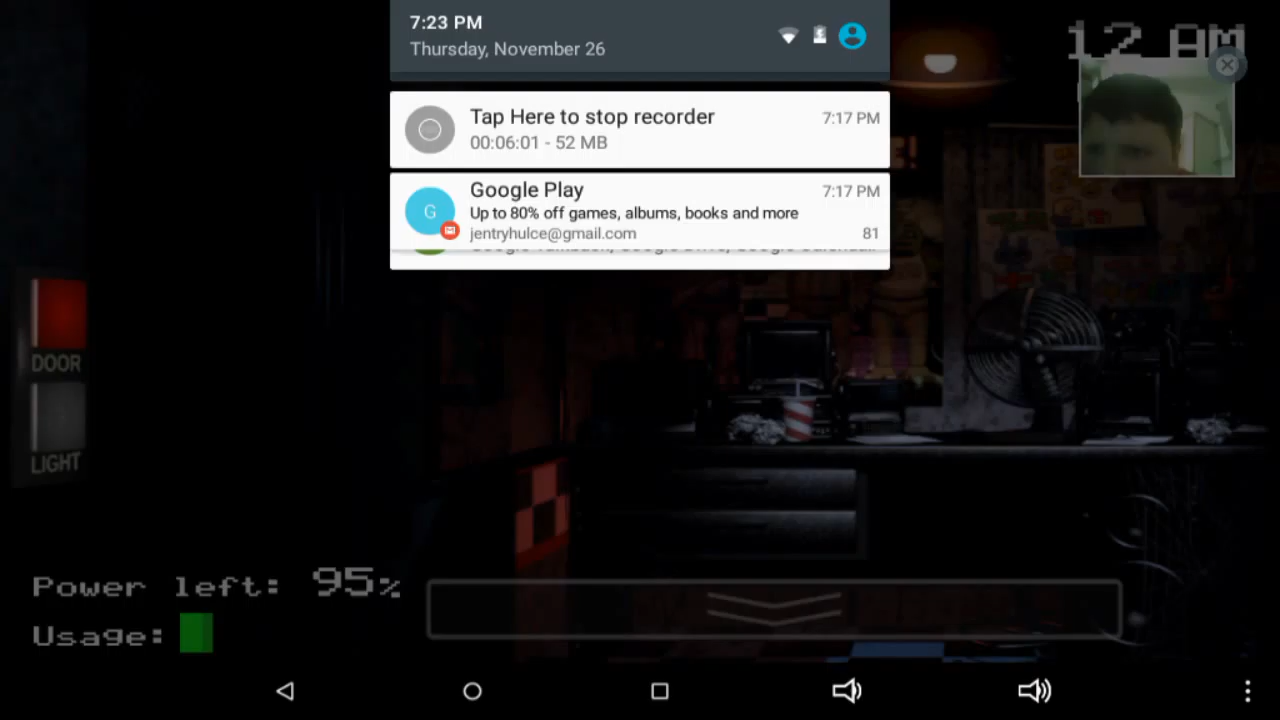 7:23 PM
Thursday, November 26
12 AM
Tap Here to stop recorder
7:17 PM
00:06:01 - 52 MB
Google Play
7:17 PM
G
Up to 80% off games, albums, books and more
jentryhulce@gmail.com
81
DOOR
LIGHT
Power left: 95%
Usage: